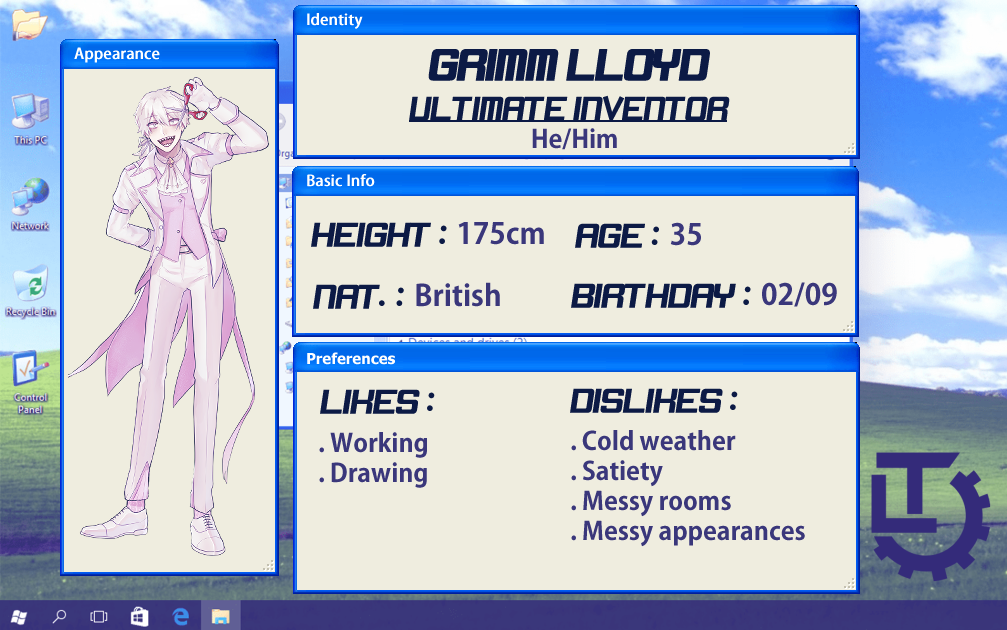 Identity
GRIMM LLOYD
ULTIMATE INVENTOR
He/Him
Appearance
This PC
Network
Recycle Bin
Control
Panel
Basic Info
HEIGHT : 175cm
AGE : 35
NAT. : British
BIRTHDAY : 02/09
Preferences
LIKES :
. Working
. Drawing
DISLIKES :
. Cold weather
. Satiety
. Messy rooms
. Messy appearances
LT